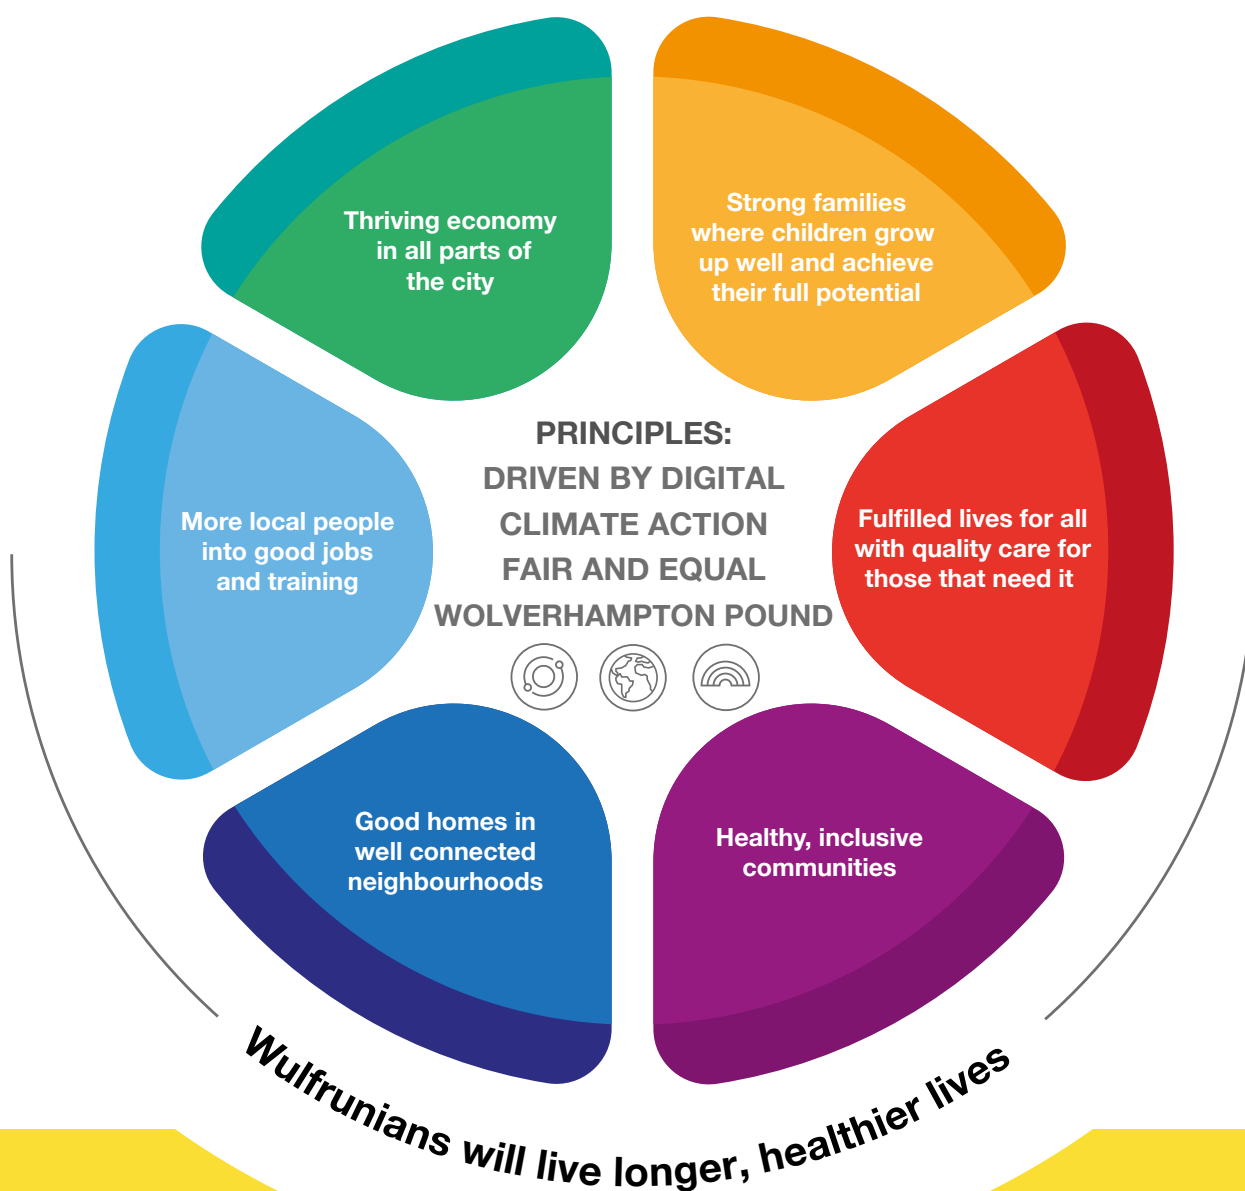 Thriving economy
in all parts of
the city
Strong families
where children grow
up well and achieve
their full potential
More local people
into good jobs
and training
PRINCIPLES:
DRIVEN BY DIGITAL
CLIMATE ACTION
FAIR AND EQUAL
WOLVERHAMPTON POUND
Fulfilled lives for all
with quality care for
those that need it
Good homes in
well connected
neighbourhoods
Healthy, inclusive
communities
Wulfrunians will live longer, healthier lives